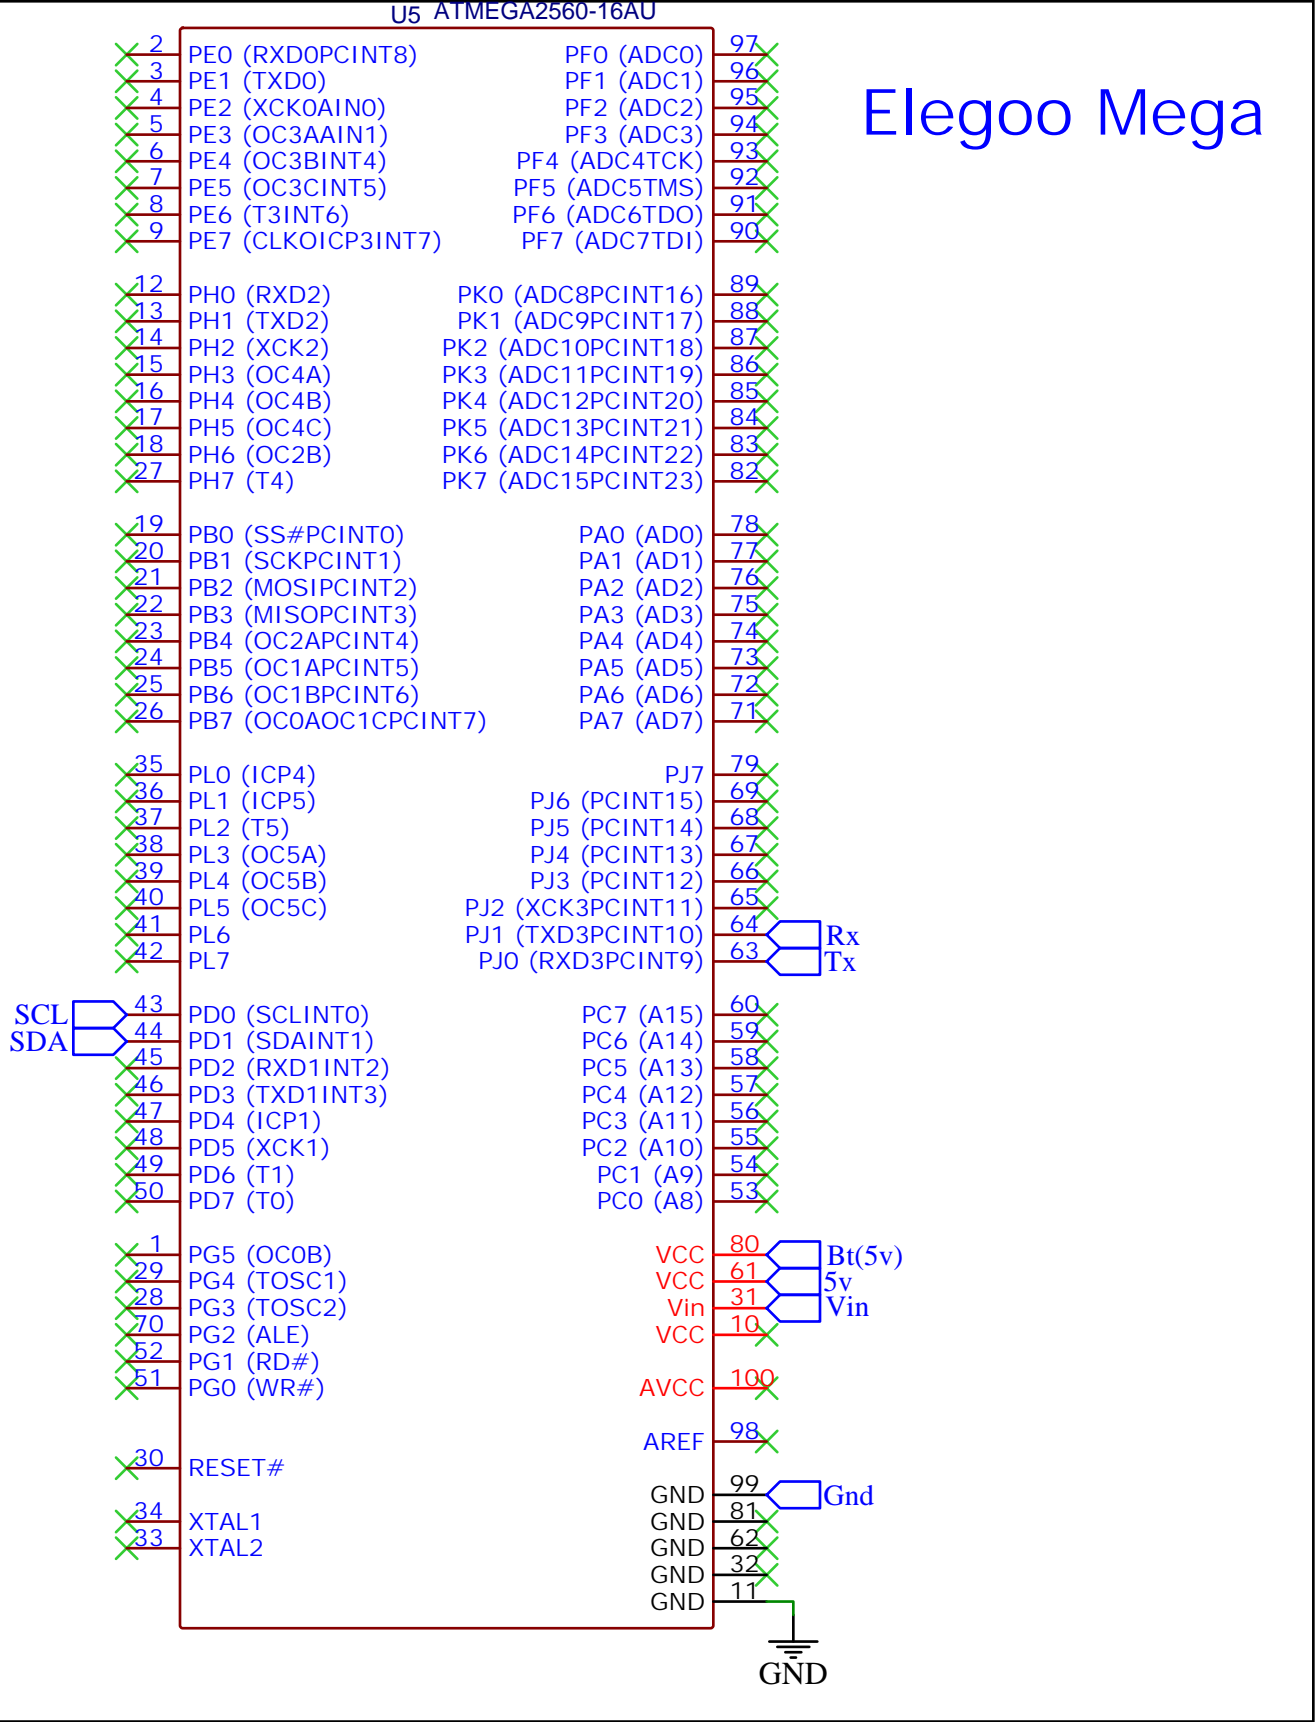 U5 ATMEGA2560-16AU
Elegoo Mega
2 PE0 (RXD0PCINT8) PF0 (ADC0) 97
3 PE1 (TXD0) PF1 (ADC1) 96
4 PE2 (XCK0AIN0) PF2 (ADC2) 95
5 PE3 (OC3AAIN1) PF3 (ADC3) 94
6 PE4 (OC3BINT4) PF4 (ADC4TCK) 93
7 PE5 (OC3CINT5) PF5 (ADC5TMS) 92
8 PE6 (T3INT6) PF6 (ADC6TDO) 91
9 PE7 (CLKOICP3INT7) PF7 (ADC7TDI) 90
12 PH0 (RXD2) PK0 (ADC8PCINT16) 89
13 PH1 (TXD2) PK1 (ADC9PCINT17) 88
14 PH2 (XCK2) PK2 (ADC10PCINT18) 87
15 PH3 (OC4A) PK3 (ADC11PCINT19) 86
16 PH4 (OC4B) PK4 (ADC12PCINT20) 85
17 PH5 (OC4C) PK5 (ADC13PCINT21) 84
18 PH6 (OC2B) PK6 (ADC14PCINT22) 83
27 PH7 (T4) PK7 (ADC15PCINT23) 82
19 PB0 (SS#PCINT0) PA0 (AD0) 78
20 PB1 (SCKPCINT1) PA1 (AD1) 77
21 PB2 (MOSIPCINT2) PA2 (AD2) 76
22 PB3 (MISOPCINT3) PA3 (AD3) 75
23 PB4 (OC2APCINT4) PA4 (AD4) 74
24 PB5 (OC1APCINT5) PA5 (AD5) 73
25 PB6 (OC1BPCINT6) PA6 (AD6) 72
26 PB7 (OC0AOC1CPCINT7) PA7 (AD7) 71
35 PL0 (ICP4) PJ7 79
36 PL1 (ICP5) PJ6 (PCINT15) 69
37 PL2 (T5) PJ5 (PCINT14) 68
38 PL3 (OC5A) PJ4 (PCINT13) 67
39 PL4 (OC5B) PJ3 (PCINT12) 66
40 PL5 (OC5C) PJ2 (XCK3PCINT11) 65
41 PL6 PJ1 (TXD3PCINT10) 64 Rx
42 PL7 PJ0 (RXD3PCINT9) 63 Tx
SCL 43 PD0 (SCLINT0) PC7 (A15) 60
SDA 44 PD1 (SDAINT1) PC6 (A14) 59
45 PD2 (RXD1INT2) PC5 (A13) 58
46 PD3 (TXD1INT3) PC4 (A12) 57
47 PD4 (ICP1) PC3 (A11) 56
48 PD5 (XCK1) PC2 (A10) 55
49 PD6 (T1) PC1 (A9) 54
50 PD7 (T0) PC0 (A8) 53
1 PG5 (OC0B) VCC 80 Bt(5v)
29 PG4 (TOSC1) VCC 61 5v
28 PG3 (TOSC2) Vin 31 Vin
70 PG2 (ALE) VCC 10
52 PG1 (RD#)
51 PG0 (WR#) AVCC 100
AREF 98
30 RESET#
GND 99 Gnd
34 XTAL1 GND 81
33 XTAL2 GND 62
GND 32
GND 11
GND